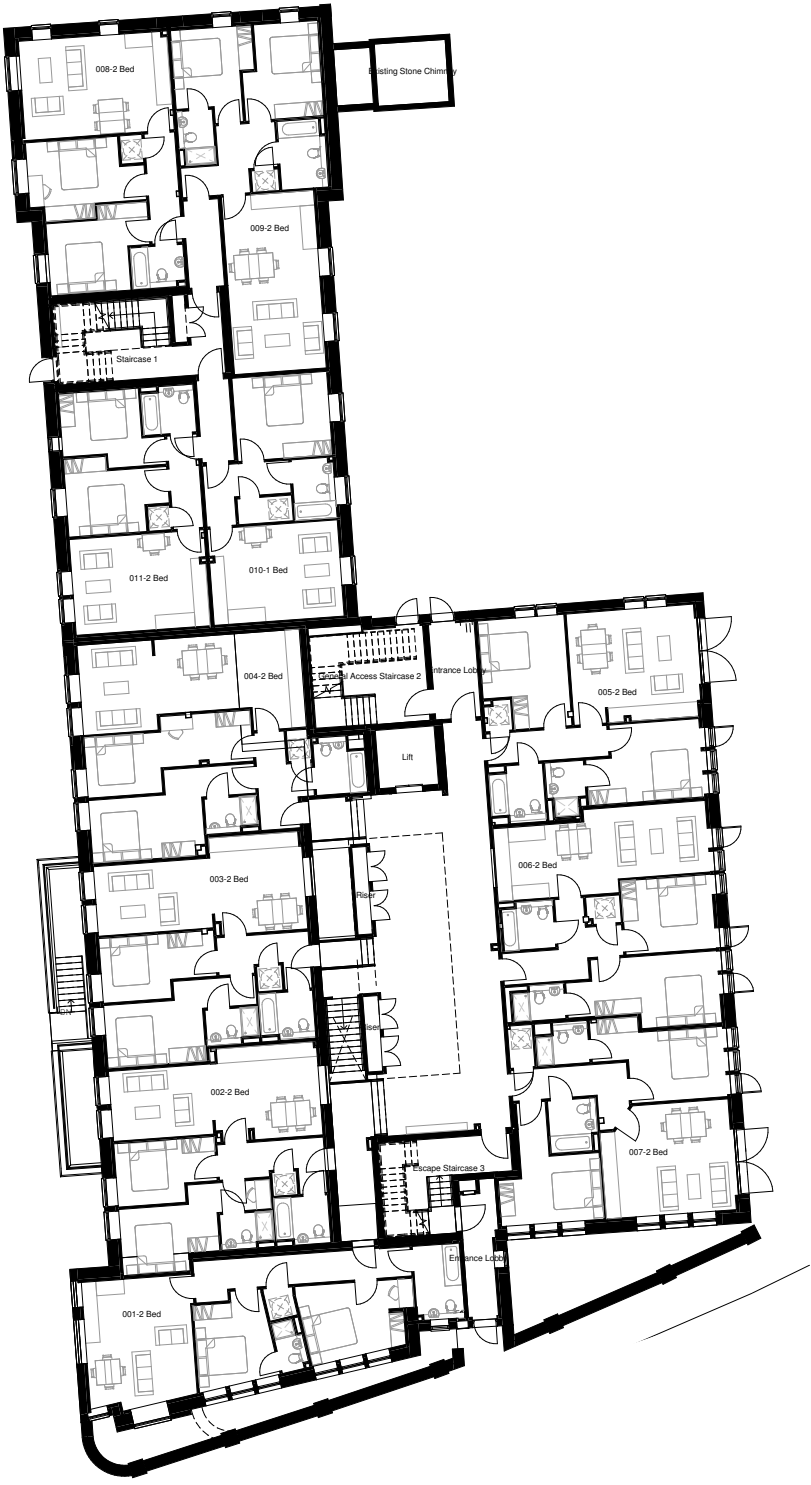 008-2 Bed
Existing Stone Chimney
009-2 Bed
Staircase 1
011-2 Bed
010-1 Bed
004-2 Bed
General Access Staircase 2
Entrance Lobby
005-2 Bed
Lift
006-2 Bed
003-2 Bed
Riser
DN
Riser
002-2 Bed
Escape Staircase 3
007-2 Bed
Entrance Lobby
001-2 Bed